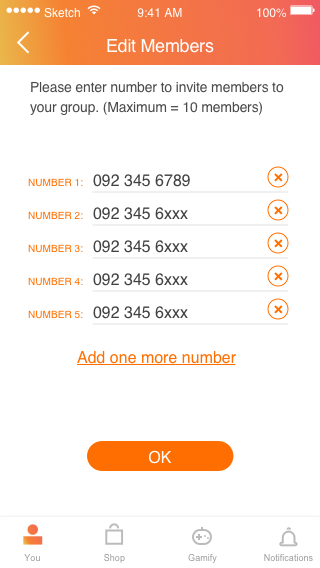 Sketch 9:41 AM 100%
Edit Members
Please enter number to invite members to
your group. (Maximum = 10 members)
NUMBER 1: 092 345 6789
NUMBER 2: 092 345 6xxx
NUMBER 3: 092 345 6xxx
NUMBER 4: 092 345 6xxx
NUMBER 5: 092 345 6xxx
Add one more number
OK
You Shop Gamify Notifications